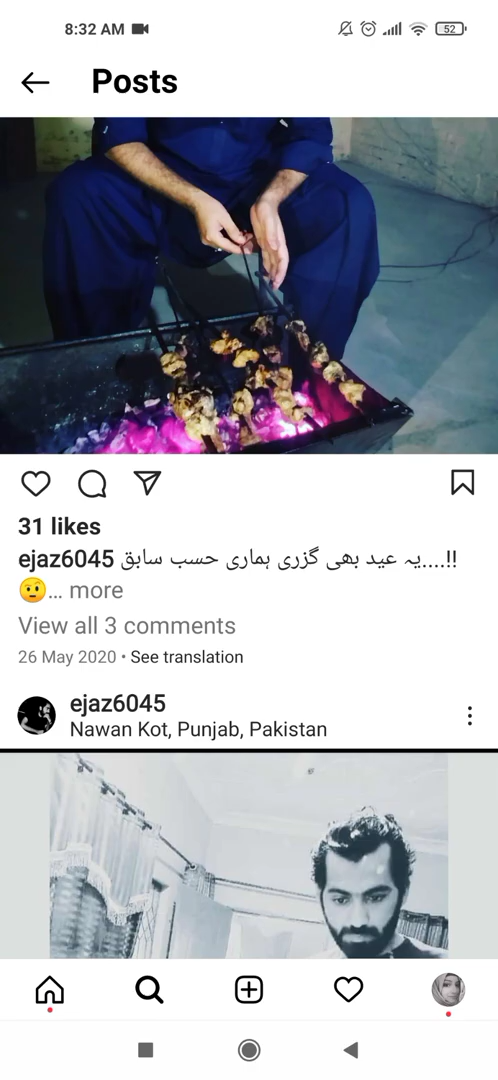 8:32 AM
52
Posts
31 likes
ejaz6045 یہ عید بھی گزری ہماری حسب سابق....!!
🤨... more
View all 3 comments
26 May 2020 • See translation
ejaz6045
Nawan Kot, Punjab, Pakistan